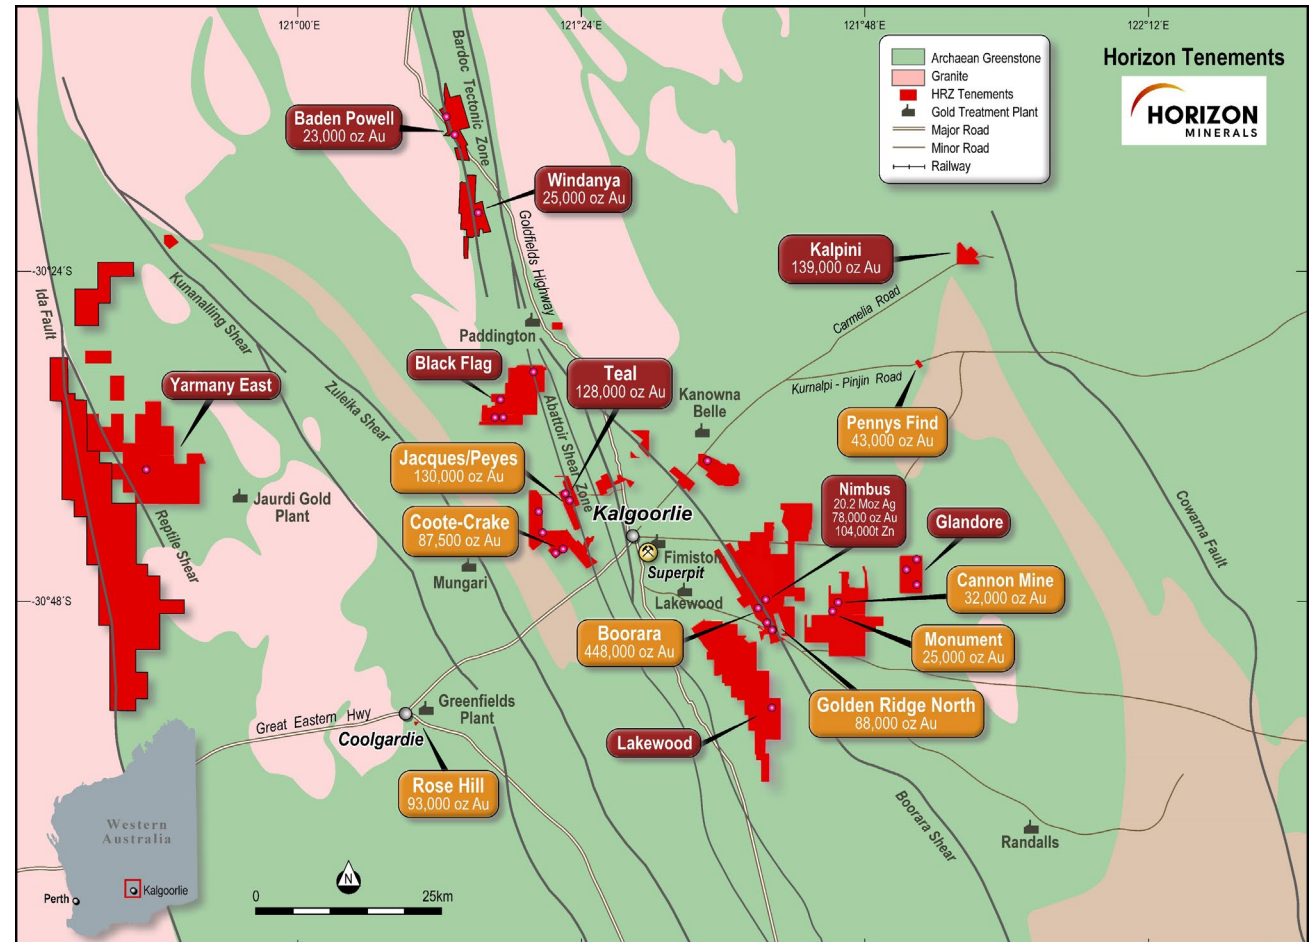 121°00´E
121°24´E
121°48´E
122°12´E
Horizon Tenements
HORIZON
MINERALS
Archaean Greenstone
Granite
HRZ Tenements
Gold Treatment Plant
Major Road
Minor Road
Railway
Bardoc Tectonic Zone
Baden Powell
23,000 oz Au
Windanya
25,000 oz Au
Goldfields Highway
Kalpini
139,000 oz Au
-30°24´S
Ida Fault
Kunanalling Shear
Carmelia Road
Paddington
Black Flag
Teal
128,000 oz Au
Yarmany East
Zuleika Shear
Abattoir Shear Zone
Kanowna
Belle
Kurnalpi - Pinjin Road
Pennys Find
43,000 oz Au
Jacques/Peyes
130,000 oz Au
Jaurdi Gold
Plant
Reptile Shear
Coote-Crake
87,500 oz Au
Kalgoorlie
Nimbus
20.2 Moz Ag
78,000 oz Au
104,000t Zn
Glandore
Cowarna Fault
Fimiston
Superpit
Mungari
Lakewood
Cannon Mine
32,000 oz Au
-30°48´S
Boorara
448,000 oz Au
Monument
25,000 oz Au
Golden Ridge North
88,000 oz Au
Greenfields
Plant
Great Eastern Hwy
Coolgardie
Lakewood
Rose Hill
93,000 oz Au
Boorara Shear
Randalls
Western
Australia
Kalgoorlie
Perth
N
0
25km